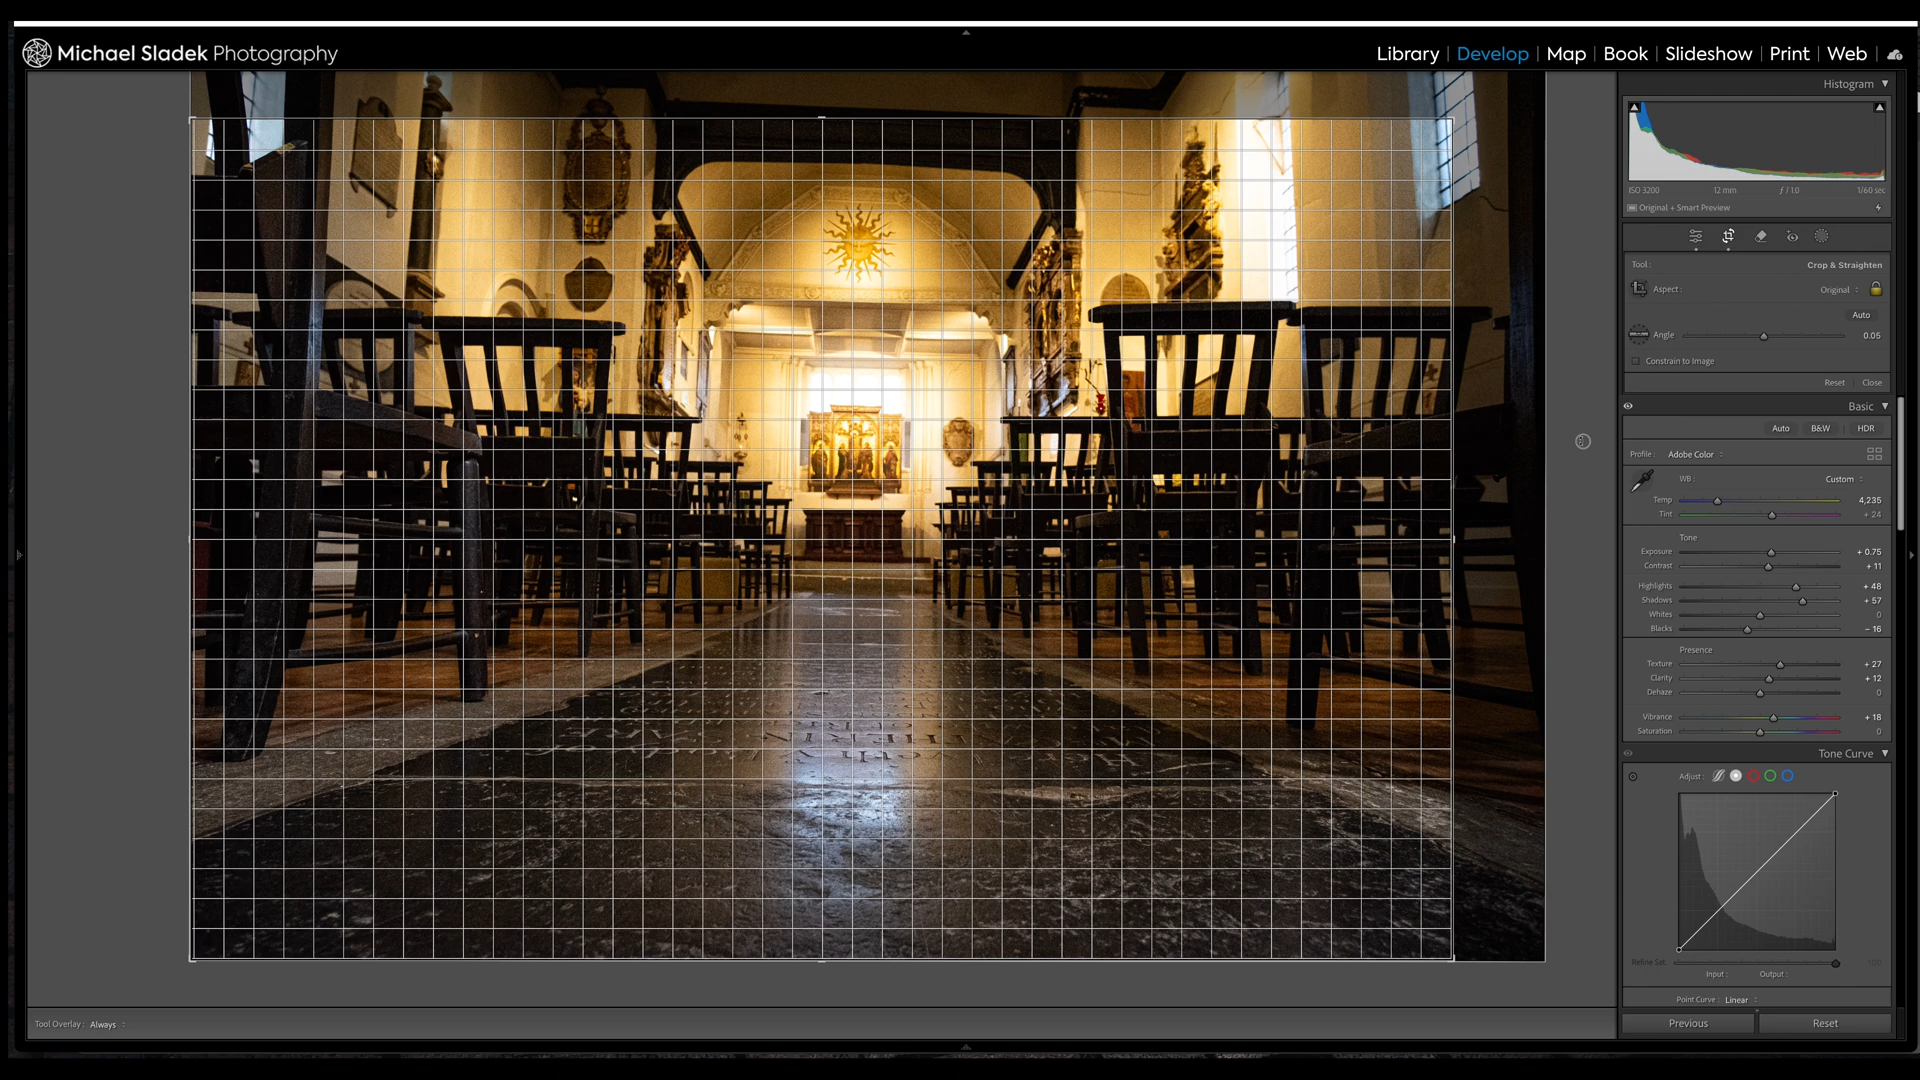 Michael Sladek Photography
Library | Develop | Map | Book | Slideshow | Print | Web
Histogram
ISO 3200 12 mm ƒ / 1.0 1/60 sec
Original + Smart Preview
Tool : Crop & Straighten
Aspect : Original
Auto
Angle 0.05
Constrain to Image
Reset Close
Basic
Auto B&W HDR
Profile : Adobe Color
WB : Custom
Temp 4,235
Tint + 24
Tone
Exposure + 0.75
Contrast + 11
Highlights + 48
Shadows + 57
Whites 0
Blacks – 16
Presence
Texture + 27
Clarity + 12
Dehaze 0
Vibrance + 18
Saturation 0
Tone Curve
Adjust :
Refine Sat. 100
Input : Output :
Point Curve : Linear
Tool Overlay : Always
Previous Reset